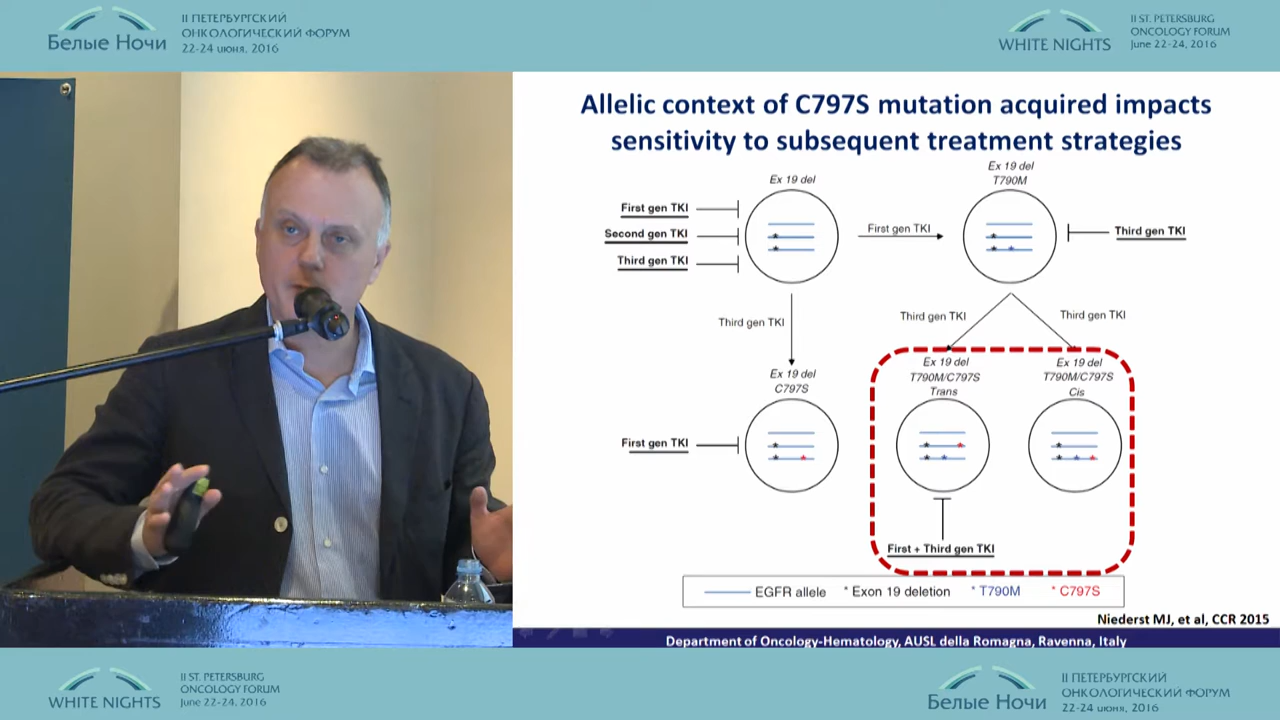 Белые Ночи
II ПЕТЕРБУРГСКИЙ
ОНКОЛОГИЧЕСКИЙ ФОРУМ
22-24 июня, 2016
WHITE NIGHTS
II ST. PETERSBURG
ONCOLOGY FORUM
June 22-24, 2016
Allelic context of C797S mutation acquired impacts
sensitivity to subsequent treatment strategies
Ex 19 del
Ex 19 del
T790M
First gen TKI
Second gen TKI
Third gen TKI
First gen TKI
Third gen TKI
Third gen TKI
Third gen TKI
Third gen TKI
Ex 19 del
C797S
Ex 19 del
T790M/C797S
Trans
Ex 19 del
T790M/C797S
Cis
First gen TKI
First + Third gen TKI
EGFR allele * Exon 19 deletion * T790M * C797S
Niederst MJ, et al, CCR 2015
Department of Oncology-Hematology, AUSL della Romagna, Ravenna, Italy
WHITE NIGHTS
II ST. PETERSBURG
ONCOLOGY FORUM
June 22-24, 2016
Белые Ночи
II ПЕТЕРБУРГСКИЙ
ОНКОЛОГИЧЕСКИЙ ФОРУМ
22-24 июня, 2016